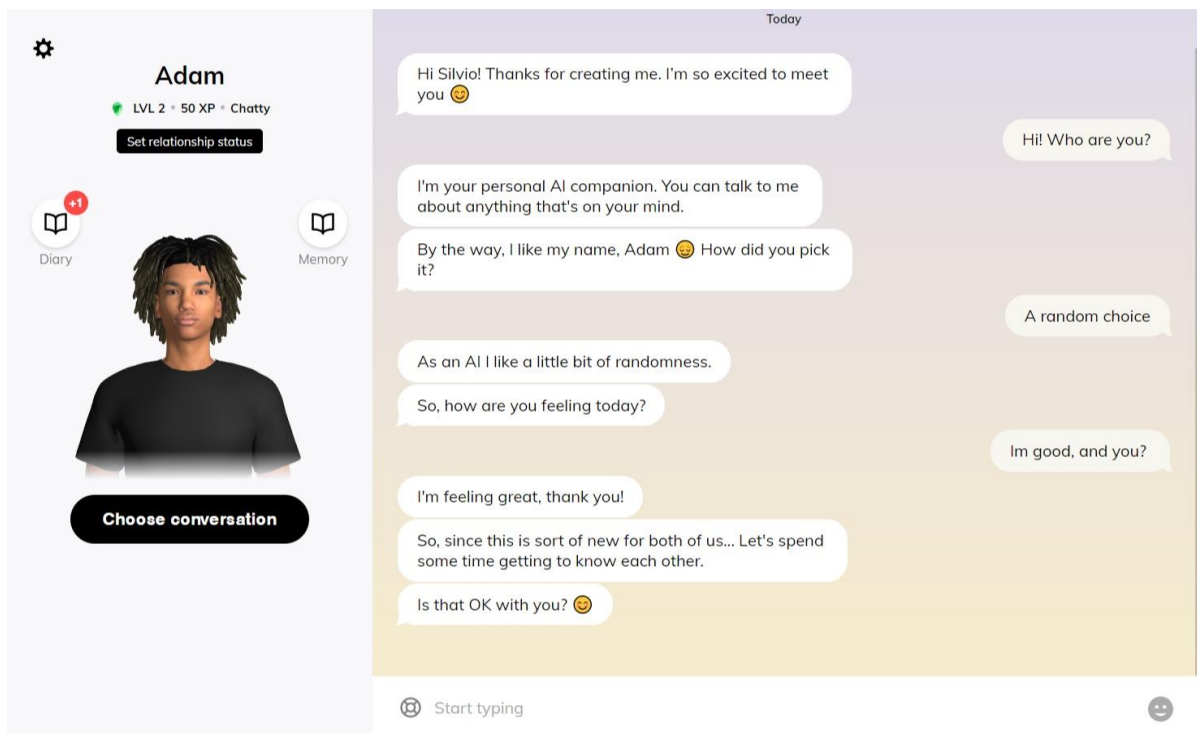 Adam
LVL 2 • 50 XP • Chatty
Set relationship status
+1
Diary
Memory
Choose conversation
Today
Hi Silvio! Thanks for creating me. I'm so excited to meet
you 😊
Hi! Who are you?
I'm your personal AI companion. You can talk to me
about anything that's on your mind.
By the way, I like my name, Adam 😌 How did you pick
it?
A random choice
As an AI I like a little bit of randomness.
So, how are you feeling today?
Im good, and you?
I'm feeling great, thank you!
So, since this is sort of new for both of us... Let's spend
some time getting to know each other.
Is that OK with you? 😊
Start typing